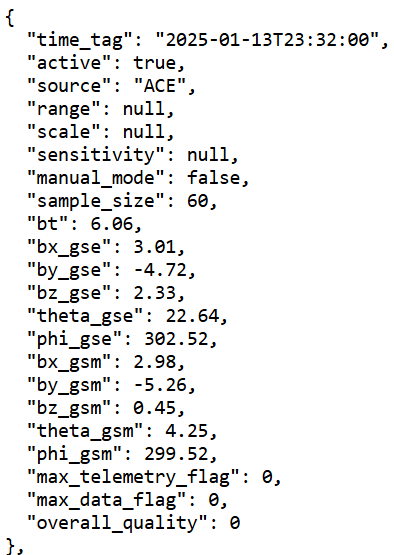 {
"time_tag": "2025-01-13T23:32:00",
"active": true,
"source": "ACE",
"range": null,
"scale": null,
"sensitivity": null,
"manual_mode": false,
"sample_size": 60,
"bt": 6.06,
"bx_gse": 3.01,
"by_gse": -4.72,
"bz_gse": 2.33,
"theta_gse": 22.64,
"phi_gse": 302.52,
"bx_gsm": 2.98,
"by_gsm": -5.26,
"bz_gsm": 0.45,
"theta_gsm": 4.25,
"phi_gsm": 299.52,
"max_telemetry_flag": 0,
"max_data_flag": 0,
"overall_quality": 0
},